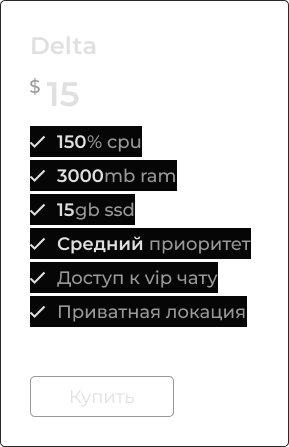 Delta
$ 15
150% cpu
3000mb ram
15gb ssd
Средний приоритет
Доступ к vip чату
Приватная локация
Купить